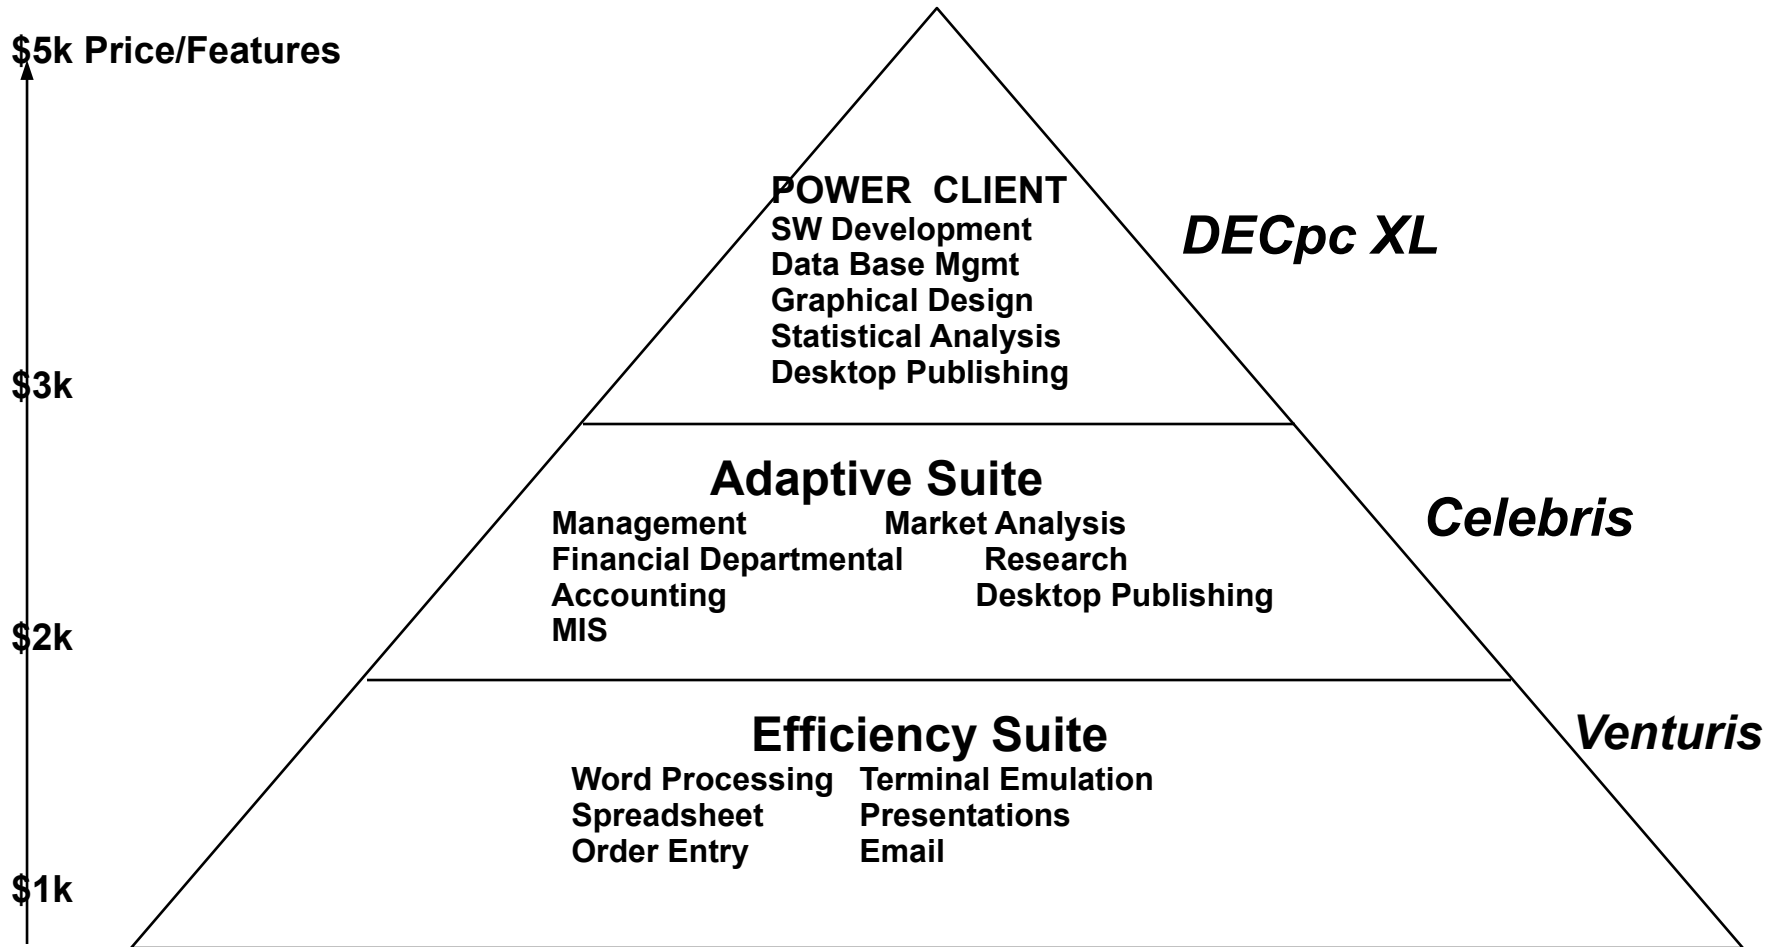 $5k Price/Features
POWER CLIENT
SW Development
DECpc XL
Data Base Mgmt
Graphical Design
Statistical Analysis
Desktop Publishing
$3k
Adaptive Suite
Management Market Analysis
Celebris
Financial Departmental Research
Accounting Desktop Publishing
MIS
$2k
Efficiency Suite
Venturis
Word Processing Terminal Emulation
Spreadsheet Presentations
Order Entry Email
$1k